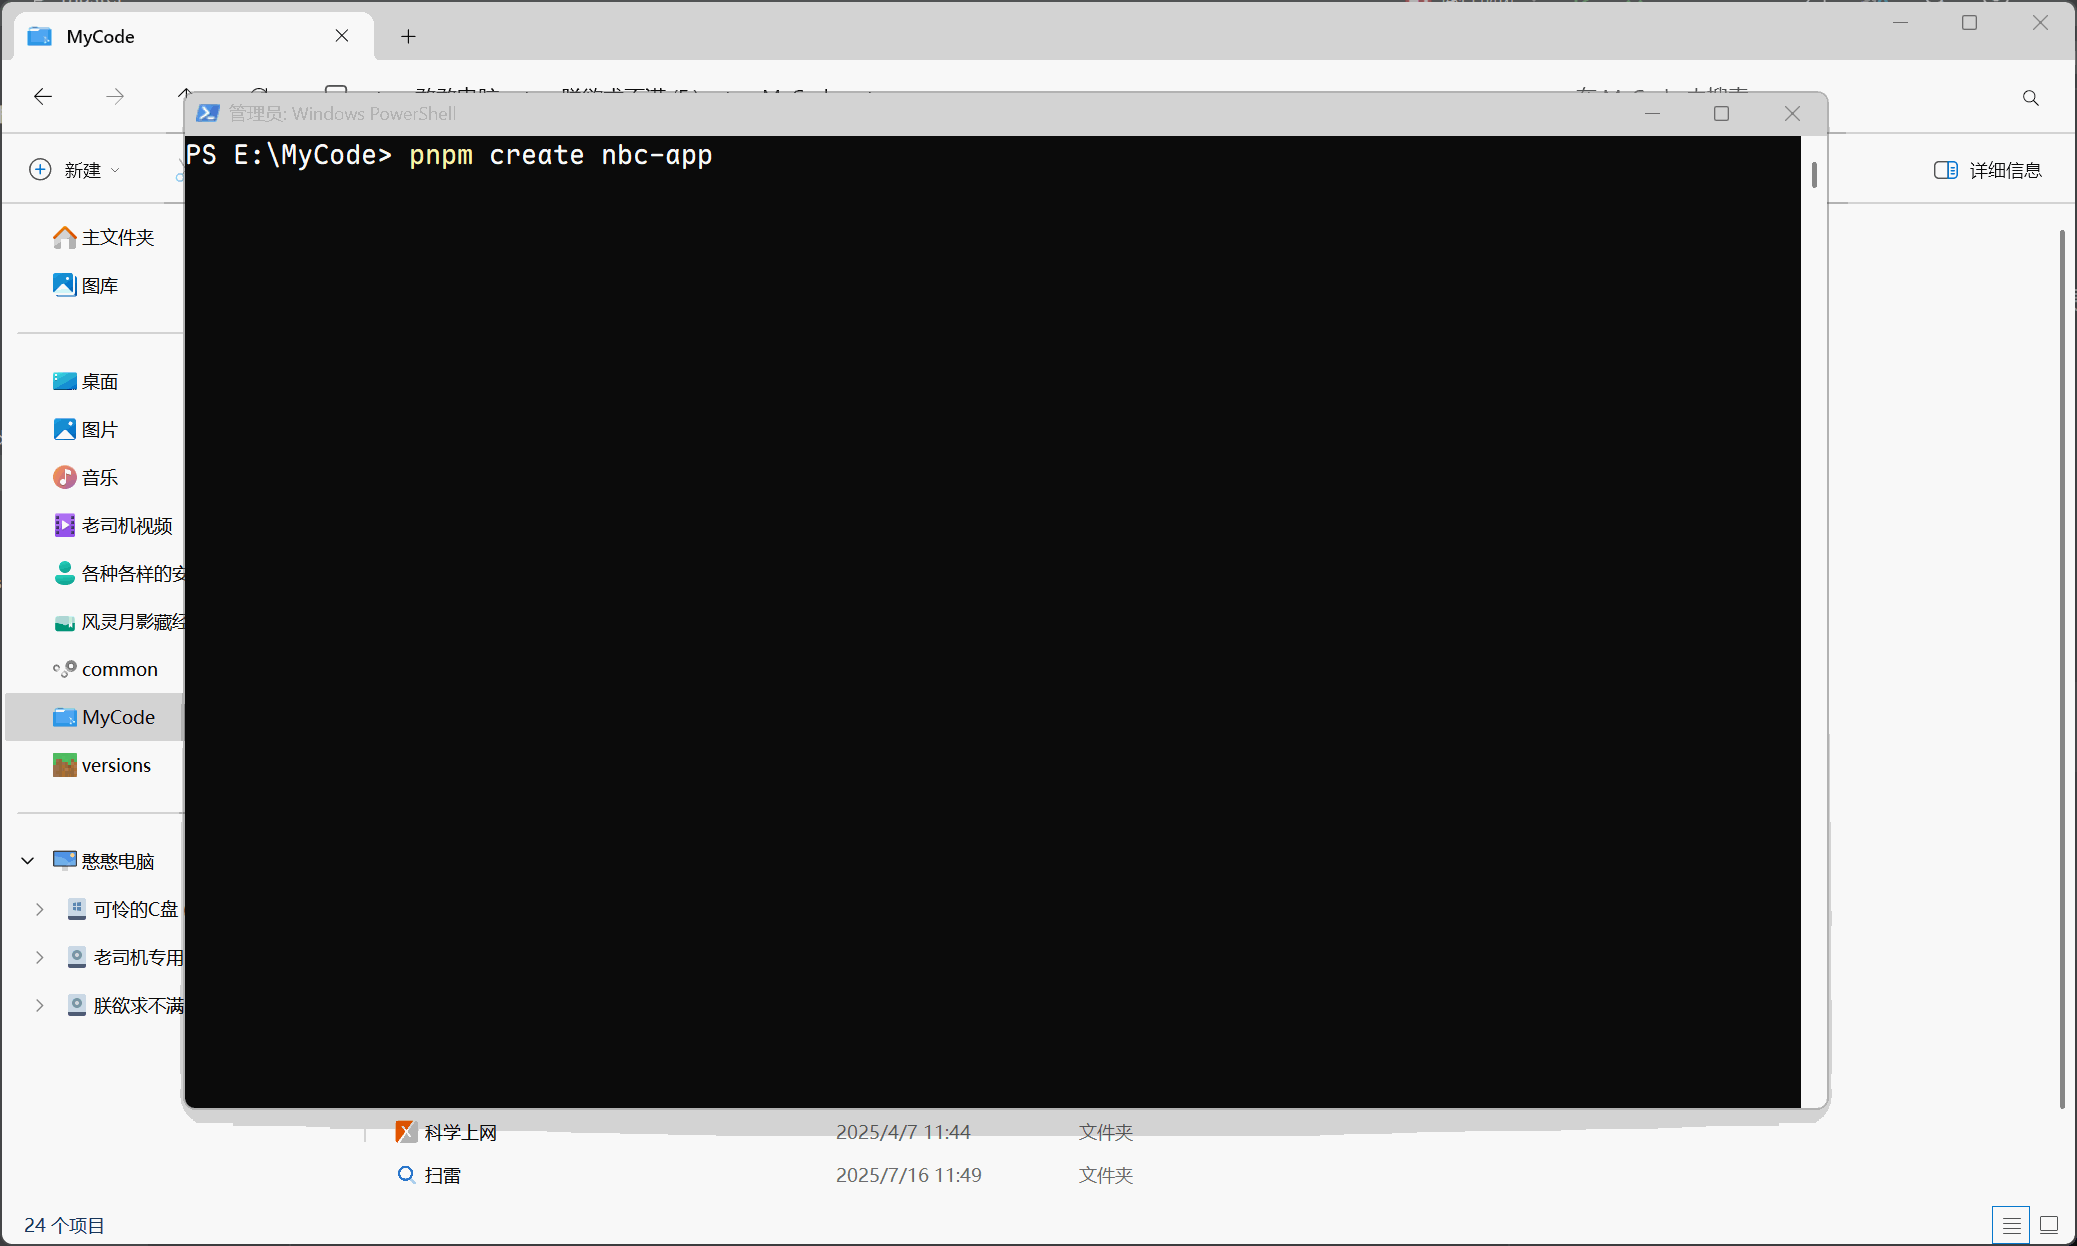 MyCode
管理员: Windows PowerShell
PS E:\MyCode> pnpm create nbc-app
新建
详细信息
主文件夹
图库
桌面
图片
音乐
老司机视频
各种各样的安
风灵月影藏经
common
MyCode
versions
憨憨电脑
可怜的C盘
老司机专用
朕欲求不满
科学上网 2025/4/7 11:44 文件夹
扫雷 2025/7/16 11:49 文件夹
24 个项目